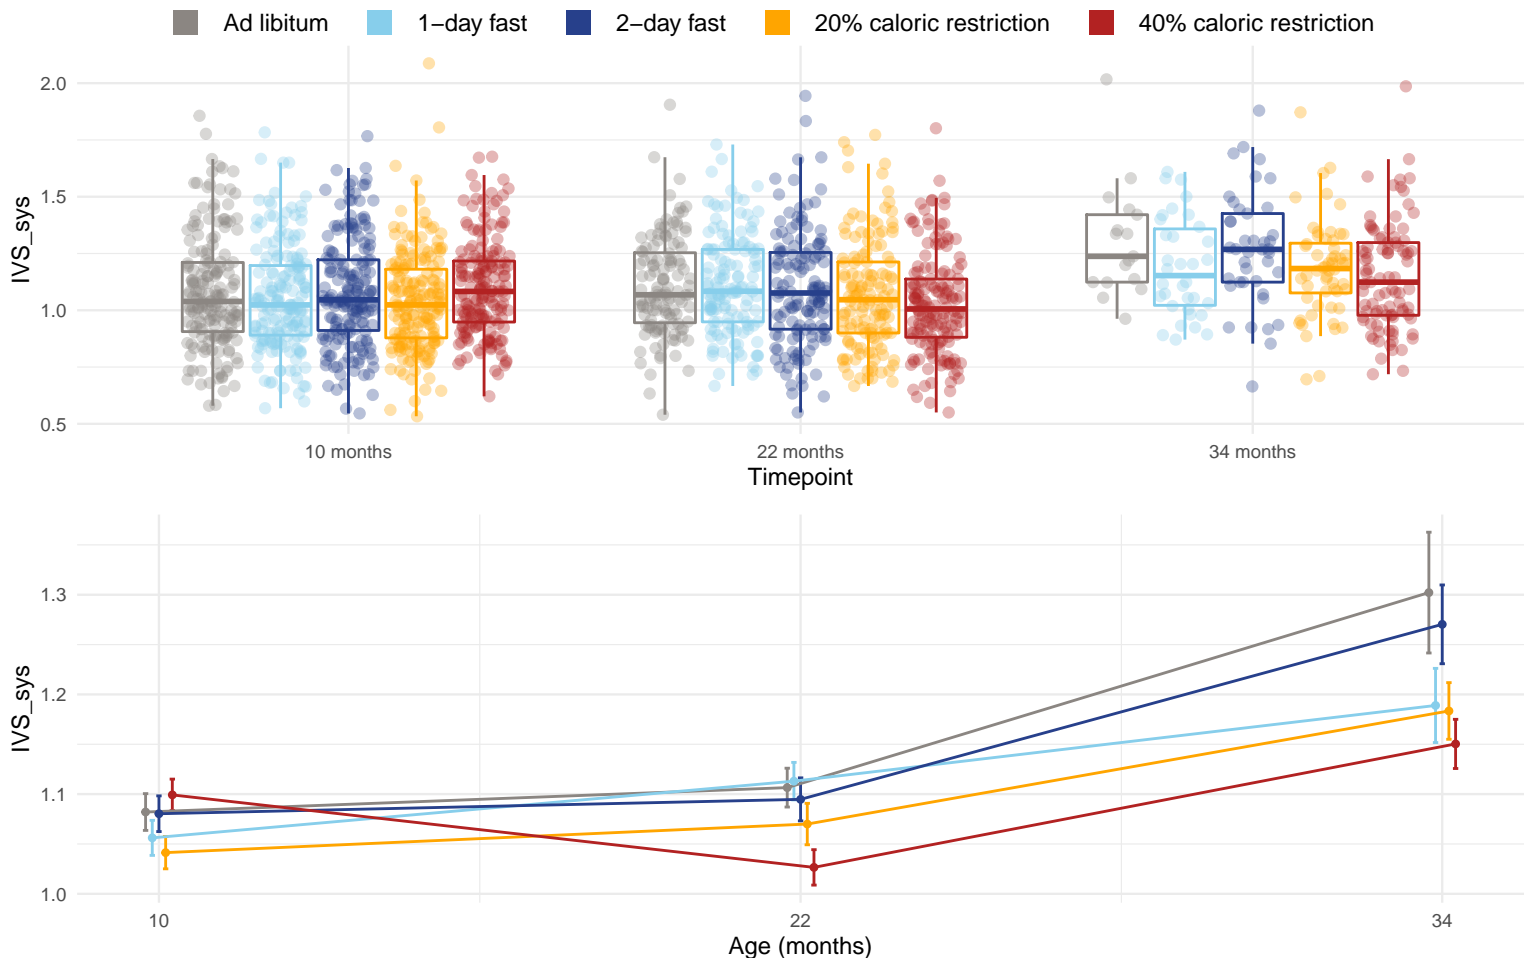 Ad libitum 1−day fast 2−day fast 20% caloric restriction 40% caloric restriction
IVS_sys
2.0
1.5
1.0
0.5
10 months 22 months 34 months
Timepoint
IVS_sys
1.3
1.2
1.1
1.0
10 22 34
Age (months)